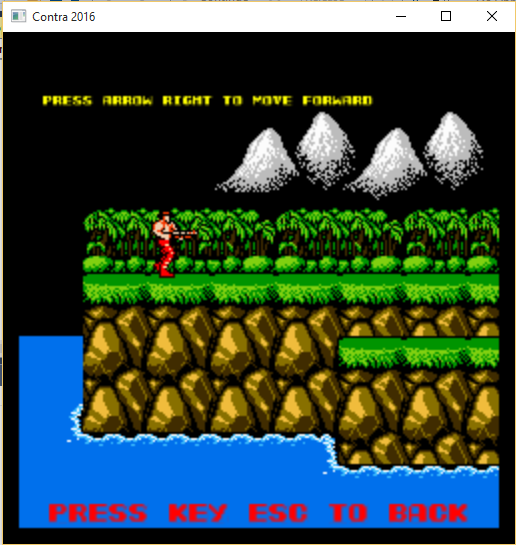 Contra 2016
PRESS ARROW RIGHT TO MOVE FORWARD
PRESS KEY ESC TO BACK